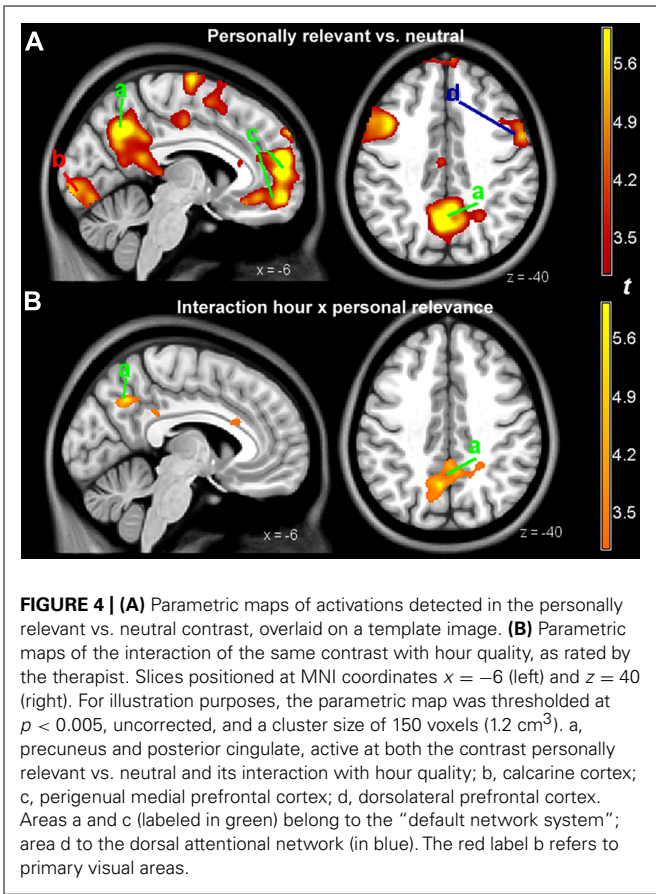 A
Personally relevant vs. neutral
a
b
c
d
a
x = -6
z = -40
5.6
4.9
4.2
3.5
t
B
Interaction hour x personal relevance
a
a
x = -6
z = -40
5.6
4.9
4.2
3.5
FIGURE 4 | (A) Parametric maps of activations detected in the personally
relevant vs. neutral contrast, overlaid on a template image. (B) Parametric
maps of the interaction of the same contrast with hour quality, as rated by
the therapist. Slices positioned at MNI coordinates x = −6 (left) and z = 40
(right). For illustration purposes, the parametric map was thresholded at
p < 0.005, uncorrected, and a cluster size of 150 voxels (1.2 cm³). a,
precuneus and posterior cingulate, active at both the contrast personally
relevant vs. neutral and its interaction with hour quality; b, calcarine cortex;
c, perigenual medial prefrontal cortex; d, dorsolateral prefrontal cortex.
Areas a and c (labeled in green) belong to the “default network system”;
area d to the dorsal attentional network (in blue). The red label b refers to
primary visual areas.